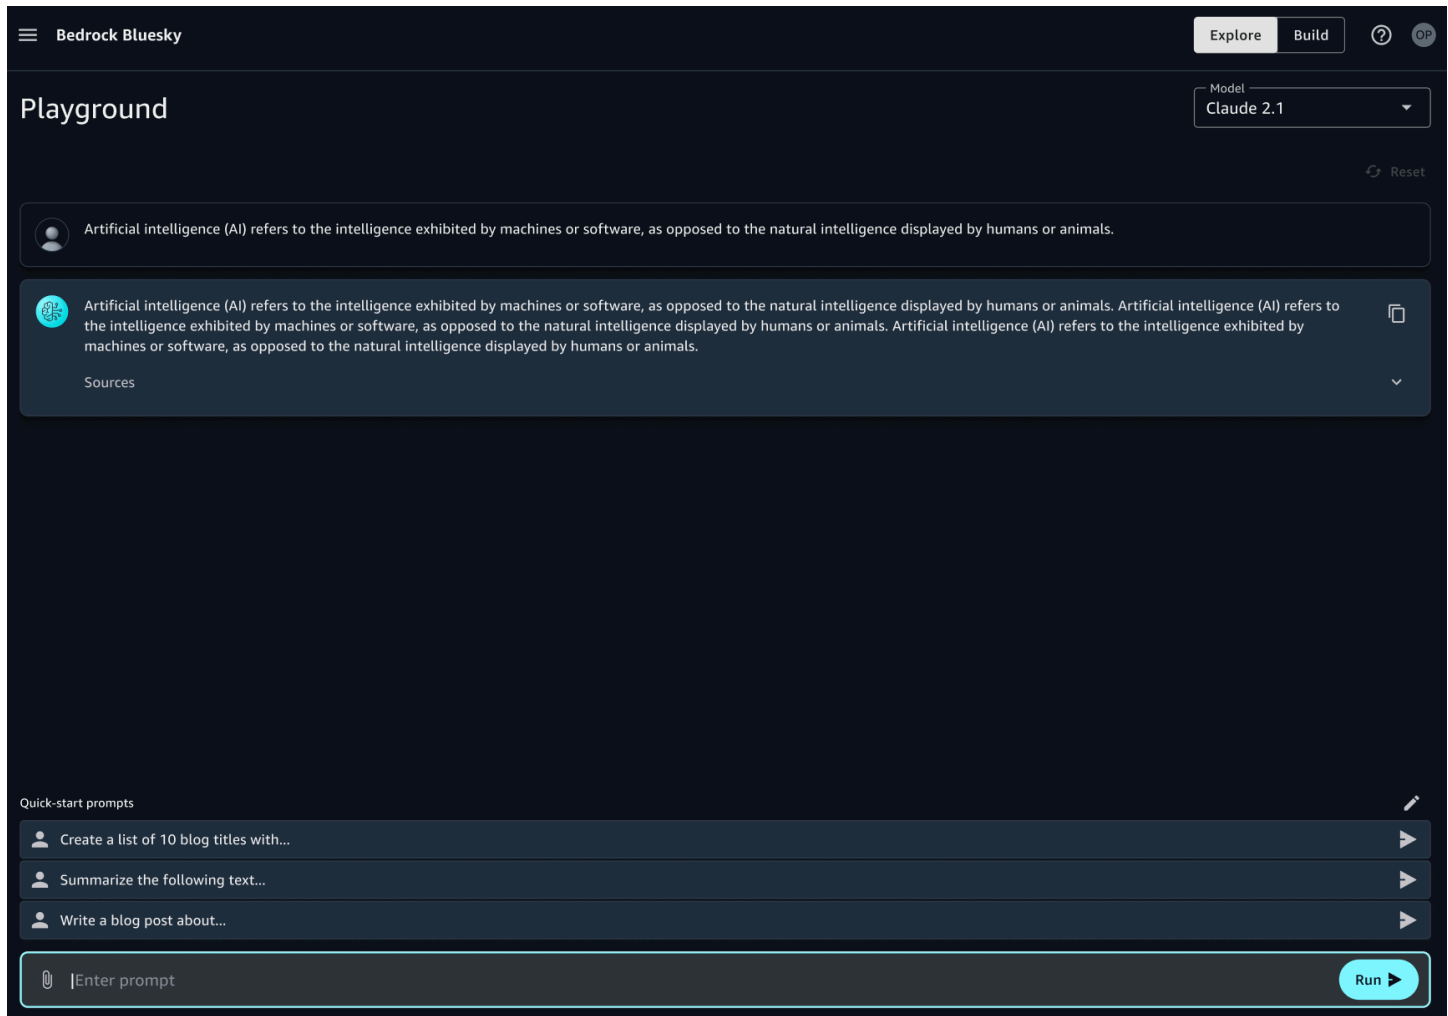 Bedrock Bluesky
Explore
Build
OP
Playground
Model
Claude 2.1
Reset
Artificial intelligence (AI) refers to the intelligence exhibited by machines or software, as opposed to the natural intelligence displayed by humans or animals.
Artificial intelligence (AI) refers to the intelligence exhibited by machines or software, as opposed to the natural intelligence displayed by humans or animals. Artificial intelligence (AI) refers to
the intelligence exhibited by machines or software, as opposed to the natural intelligence displayed by humans or animals. Artificial intelligence (AI) refers to the intelligence exhibited by
machines or software, as opposed to the natural intelligence displayed by humans or animals.
Sources
Quick-start prompts
Create a list of 10 blog titles with...
Summarize the following text...
Write a blog post about...
Enter prompt
Run